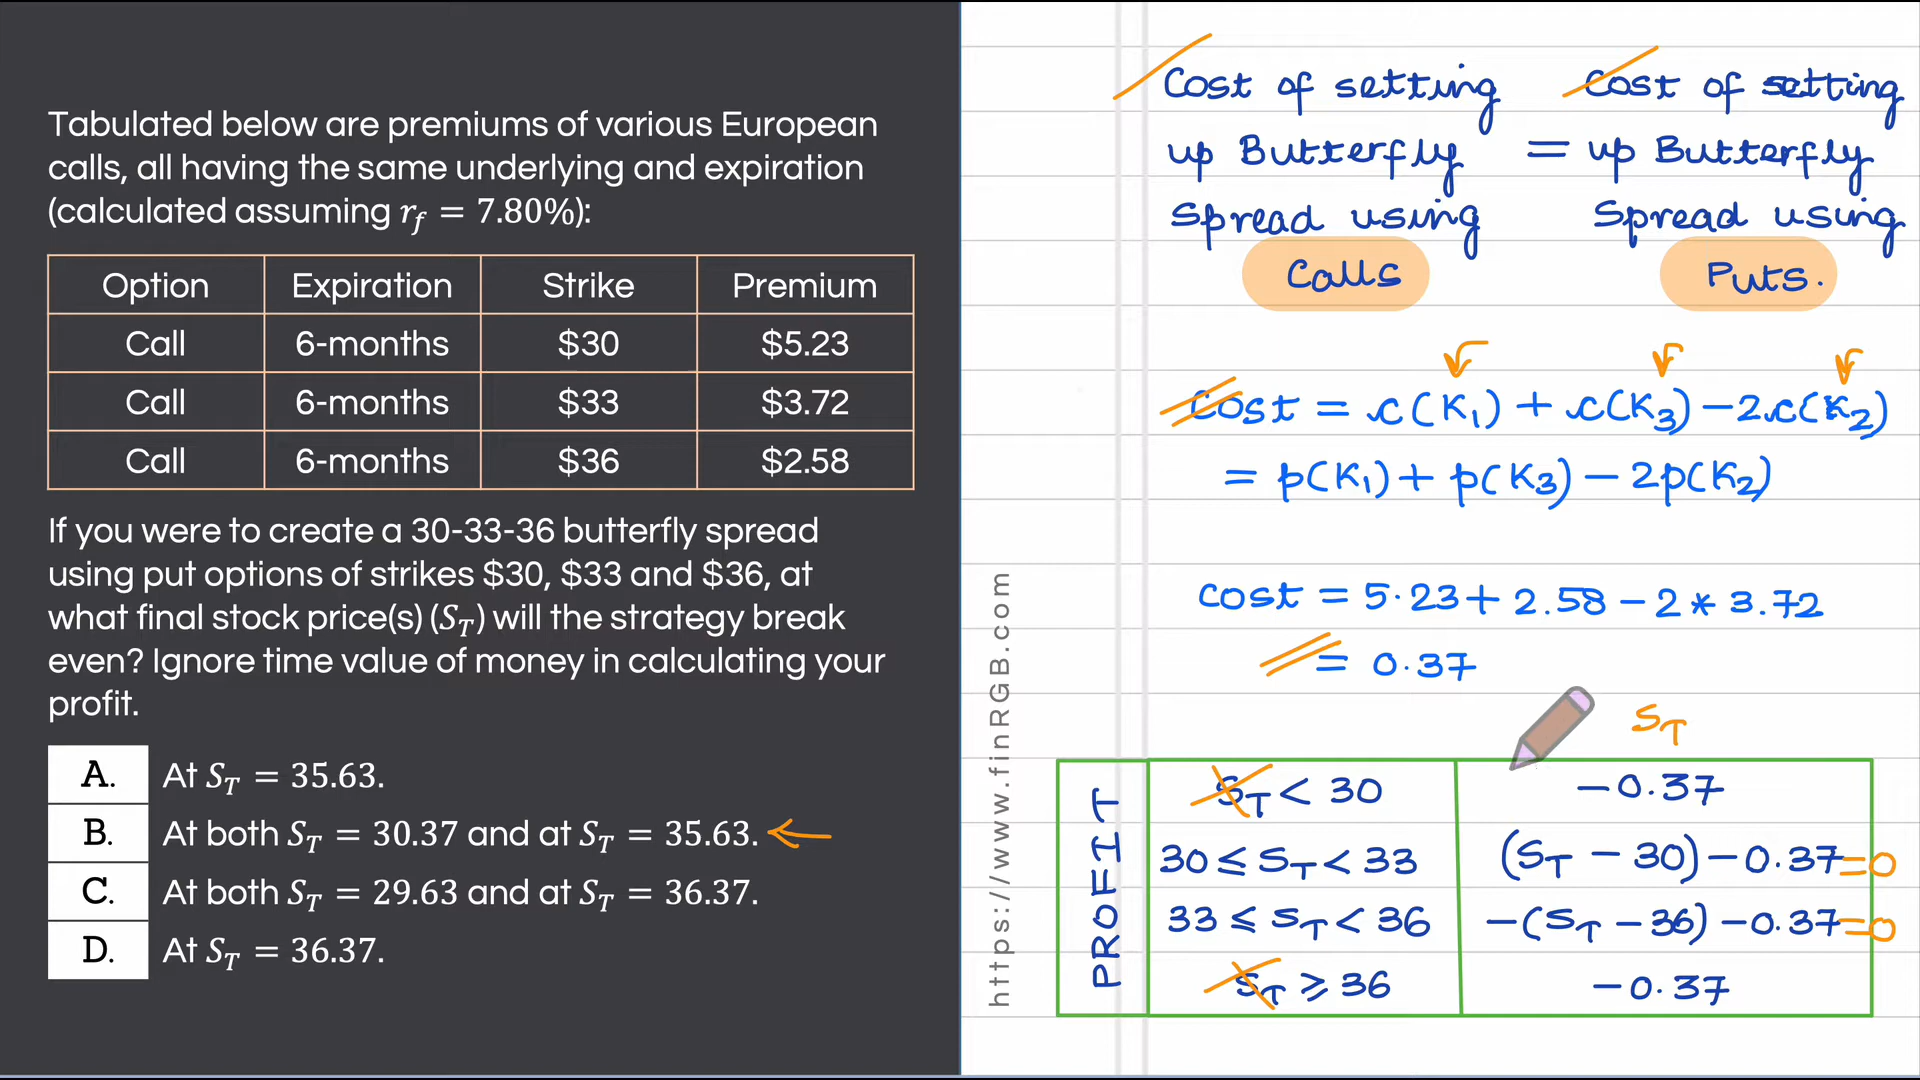 Tabulated below are premiums of various European
calls, all having the same underlying and expiration
(calculated assuming r_f = 7.80%):
Option Expiration Strike Premium
Call 6-months $30 $5.23
Call 6-months $33 $3.72
Call 6-months $36 $2.58
If you were to create a 30-33-36 butterfly spread
using put options of strikes $30, $33 and $36, at
what final stock price(s) (S_T) will the strategy break
even? Ignore time value of money in calculating your
profit.
A. At S_T = 35.63.
B. At both S_T = 30.37 and at S_T = 35.63.
C. At both S_T = 29.63 and at S_T = 36.37.
D. At S_T = 36.37.
https://www.finRGB.com
Cost of setting Cost of setting
up Butterfly = up Butterfly
Spread using Spread using
Calls Puts.
Cost = c(K_1) + c(K_3) - 2c(K_2)
= p(K_1) + p(K_3) - 2p(K_2)
Cost = 5.23 + 2.58 - 2 * 3.72
= 0.37
S_T
PROFIT
S_T < 30 -0.37
30 ≤ S_T < 33 (S_T - 30) - 0.37 = 0
33 ≤ S_T < 36 -(S_T - 36) - 0.37 = 0
S_T ≥ 36 -0.37